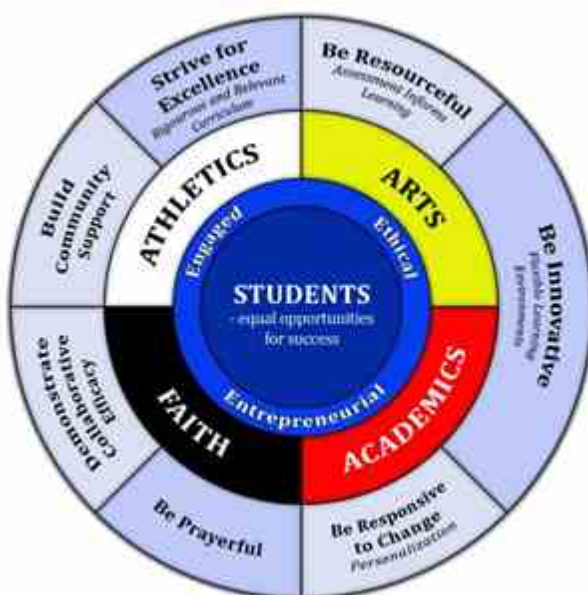 Strive for
Excellence
Rigourous and Relevant
Curriculum
Be Resourceful
Assessment Informs
Learning
Be Innovative
Flexible Learning
Environments
Be Responsive
to Change
Personalization
Be Prayerful
Demonstrate
Collaborative
Efficacy
Build
Community
Support
ATHLETICS
ARTS
ACADEMICS
FAITH
Engaged
Ethical
Entrepreneurial
STUDENTS
- equal opportunities
for success